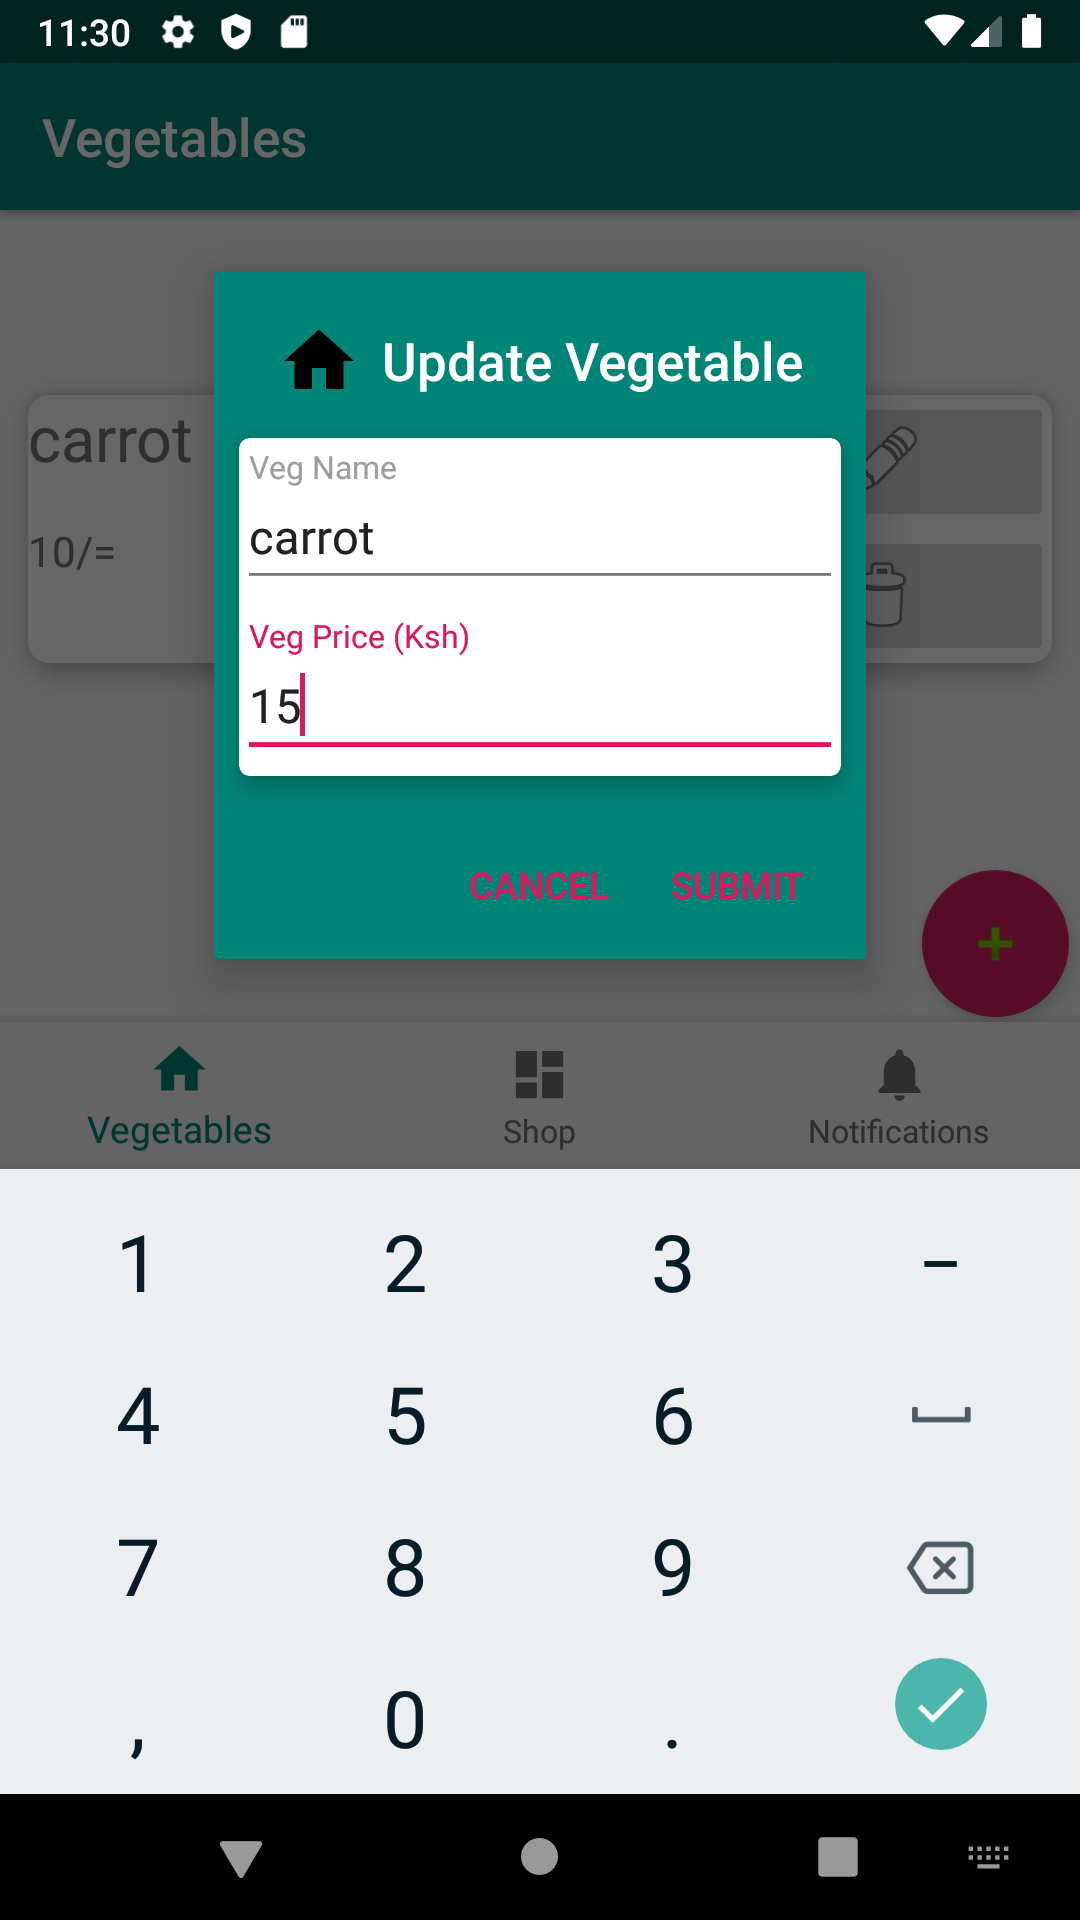 11:30
Vegetables
Update Vegetable
carrot
10/=
Veg Name
carrot
Veg Price (Ksh)
15
CANCEL SUBMIT
+
Vegetables Shop Notifications
1 2 3 –
4 5 6
7 8 9
, 0 .